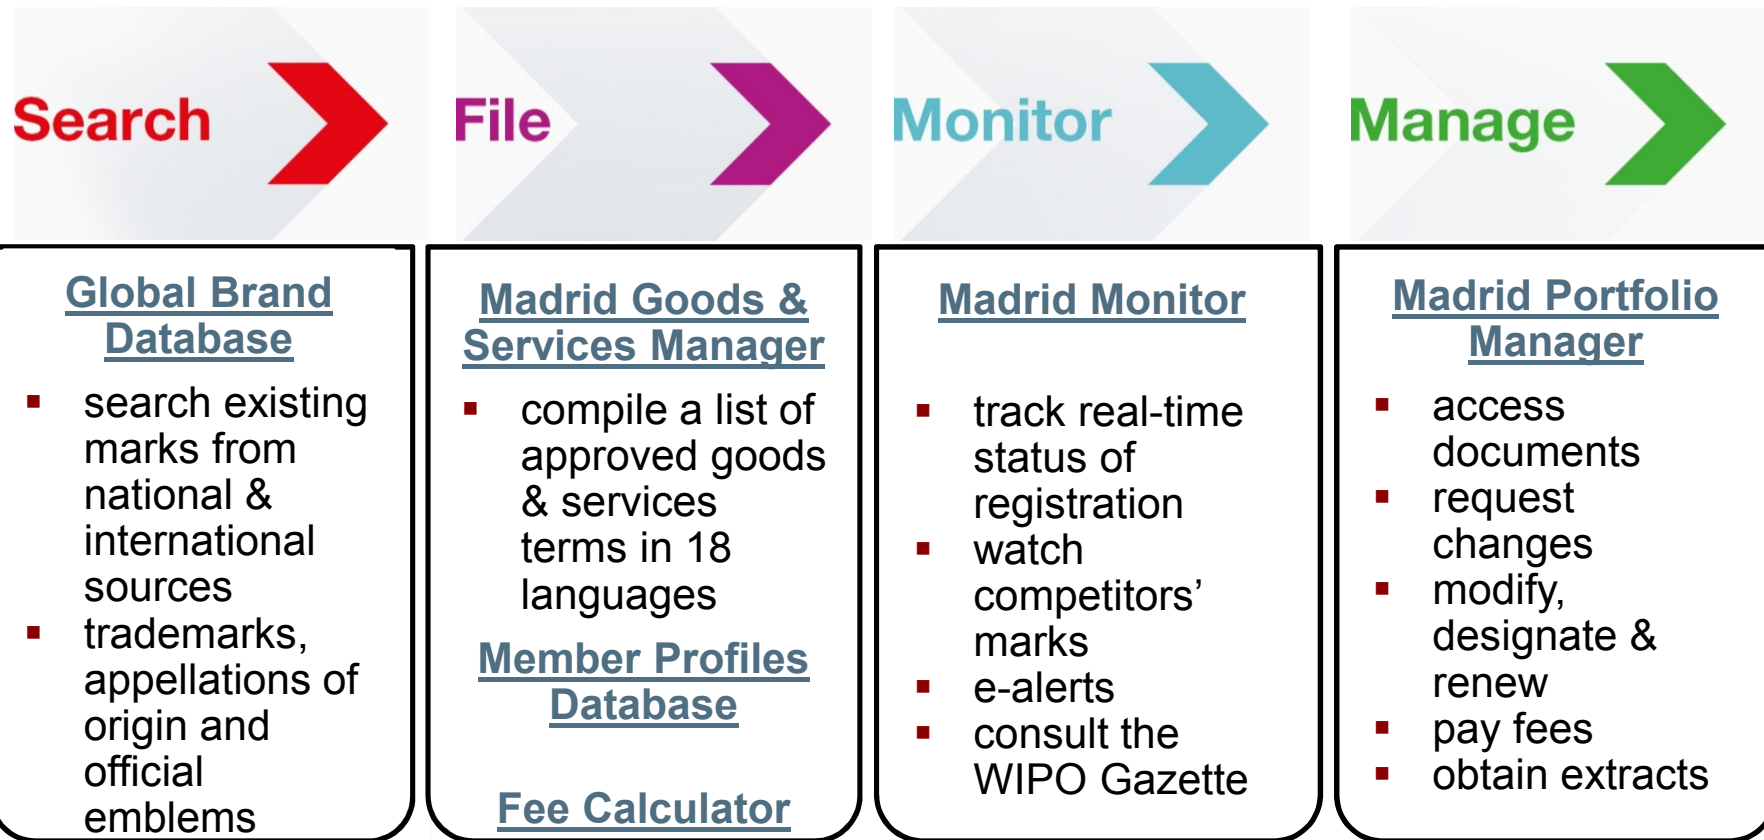 Search
File
Monitor
Manage
Global Brand
Database
▪ search existing
marks from
national &
international
sources
▪ trademarks,
appellations of
origin and
official
emblems
Madrid Goods &
Services Manager
▪ compile a list of
approved goods
& services
terms in 18
languages
Member Profiles
Database
Fee Calculator
Madrid Monitor
▪ track real-time
status of
registration
▪ watch
competitors’
marks
▪ e-alerts
▪ consult the
WIPO Gazette
Madrid Portfolio
Manager
▪ access
documents
▪ request
changes
▪ modify,
designate &
renew
▪ pay fees
▪ obtain extracts